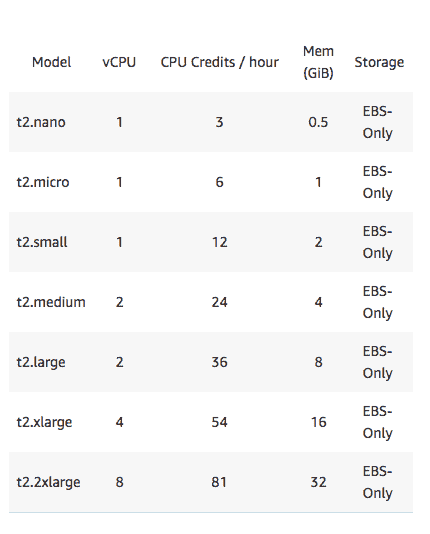 Model vCPU CPU Credits / hour Mem (GiB) Storage
t2.nano 1 3 0.5 EBS-Only
t2.micro 1 6 1 EBS-Only
t2.small 1 12 2 EBS-Only
t2.medium 2 24 4 EBS-Only
t2.large 2 36 8 EBS-Only
t2.xlarge 4 54 16 EBS-Only
t2.2xlarge 8 81 32 EBS-Only